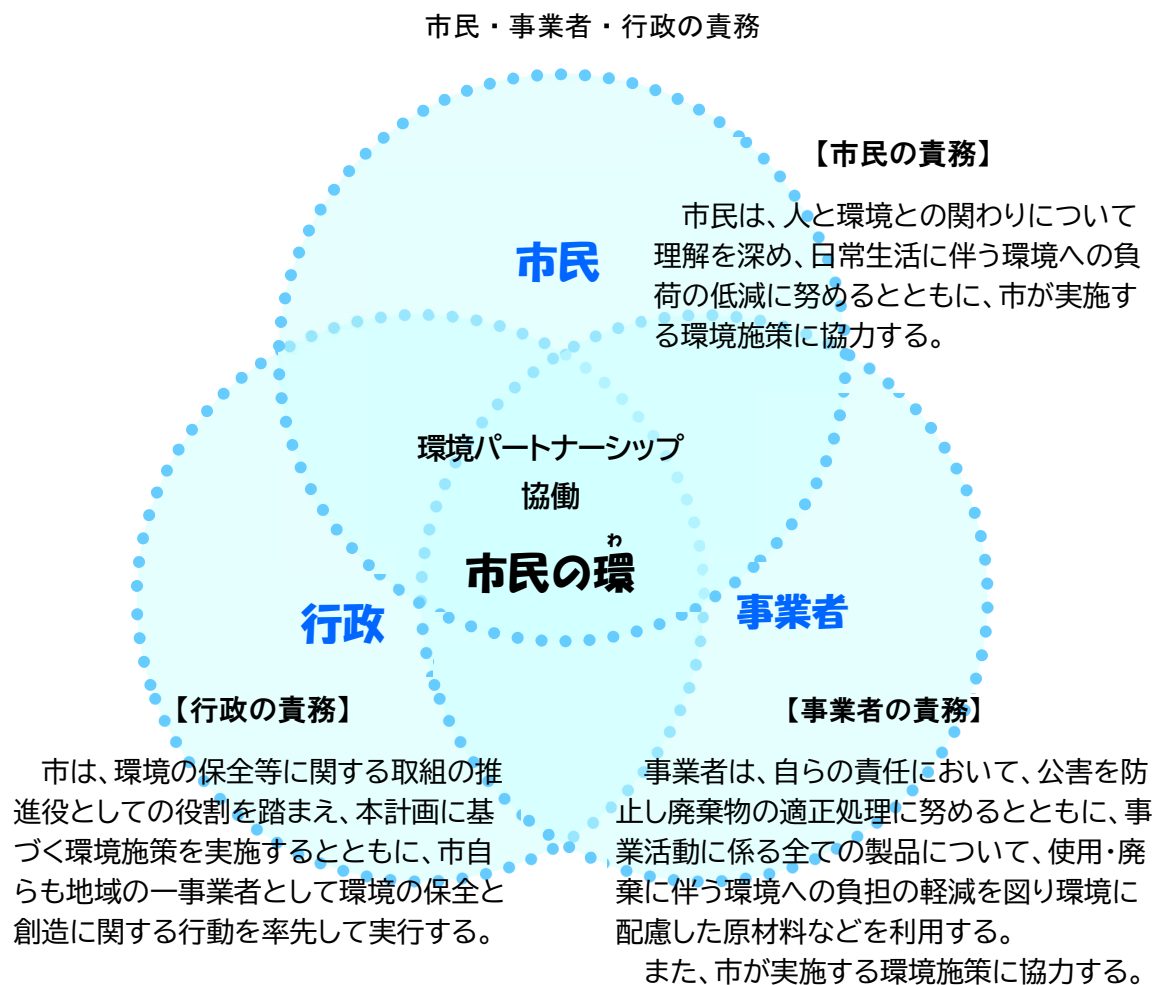 市民・事業者・行政の責務
【市民の責務】
　市民は、人と環境との関わりについて
理解を深め、日常生活に伴う環境への負
荷の低減に努めるとともに、市が実施す
る環境施策に協力する。
市民
環境パートナーシップ
協働
わ
市民の環
行政
事業者
【行政の責務】
　市は、環境の保全等に関する取組の推
進役としての役割を踏まえ、本計画に基
づく環境施策を実施するとともに、市自
らも地域の一事業者として環境の保全と
創造に関する行動を率先して実行する。
【事業者の責務】
　事業者は、自らの責任において、公害を防
止し廃棄物の適正処理に努めるとともに、事
業活動に係る全ての製品について、使用・廃
棄に伴う環境への負担の軽減を図り環境に
配慮した原材料などを利用する。
　また、市が実施する環境施策に協力する。